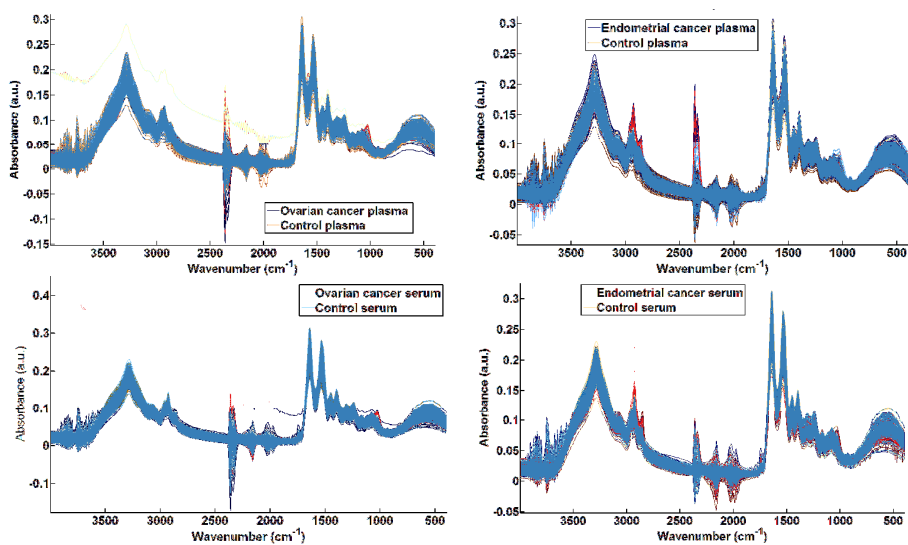 0.3
0.25
0.2
0.15
0.1
0.05
0
-0.05
-0.1
-0.15
Absorbance (a.u.)
Ovarian cancer plasma
Control plasma
3500 3000 2500 2000 1500 1000 500
Wavenumber (cm-1)
0.3
0.25
0.2
0.15
0.1
0.05
0
-0.05
Absorbance (a.u.)
Endometrial cancer plasma
Control plasma
3500 3000 2500 2000 1500 1000 500
Wavenumber (cm-1)
0.4
0.3
0.2
0.1
0
-0.1
Absorbance (a.u.)
Ovarian cancer serum
Control serum
3500 3000 2500 2000 1500 1000 500
Wavenumber (cm-1)
0.3
0.25
0.2
0.15
0.1
0.05
0
-0.05
Absorbance (a.u.)
Endometrial cancer serum
Control serum
3500 3000 2500 2000 1500 1000 500
Wavenumber (cm-1)